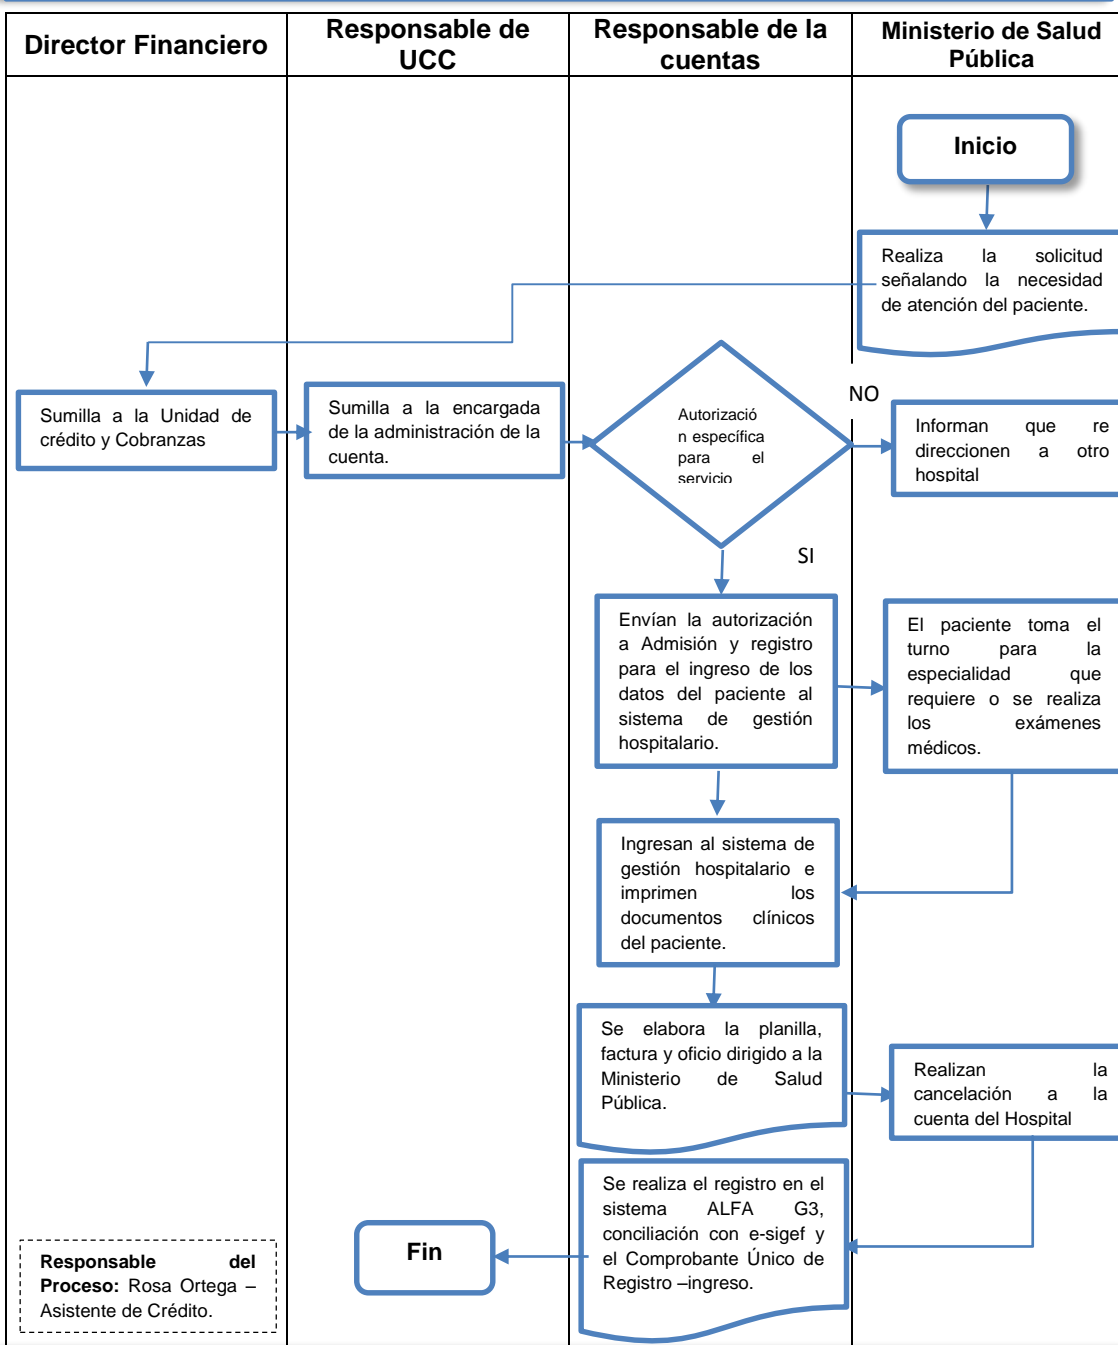 Director Financiero
Responsable de
UCC
Responsable de la
cuentas
Ministerio de Salud
Pública
Inicio
Realiza la solicitud
señalando la necesidad
de atención del paciente.
Sumilla a la Unidad de
crédito y Cobranzas
Sumilla a la encargada
de la administración de la
cuenta.
Autorizació
n específica
para el
servicio
NO
Informan que re
direccionen a otro
hospital
SI
Envían la autorización
a Admisión y registro
para el ingreso de los
datos del paciente al
sistema de gestión
hospitalario.
El paciente toma el
turno para la
especialidad que
requiere o se realiza
los exámenes
médicos.
Ingresan al sistema de
gestión hospitalario e
imprimen los
documentos clínicos
del paciente.
Se elabora la planilla,
factura y oficio dirigido a la
Ministerio de Salud
Pública.
Realizan la
cancelación a la
cuenta del Hospital
Se realiza el registro en el
sistema ALFA G3,
conciliación con e-sigef y
el Comprobante Único de
Registro –ingreso.
Fin
Responsable del
Proceso: Rosa Ortega –
Asistente de Crédito.